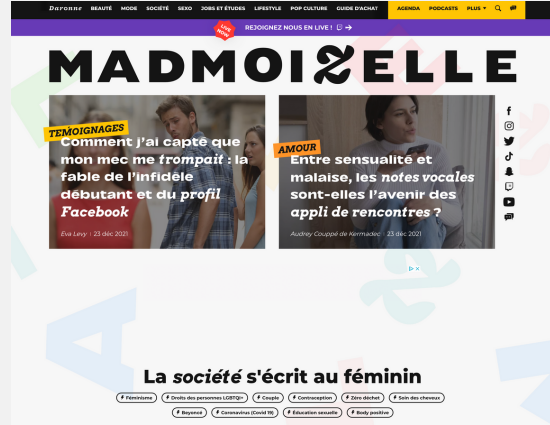 Daronne BEAUTÉ MODE SOCIÉTÉ SEXO JOBS ET ÉTUDES LIFESTYLE POP CULTURE GUIDE D'ACHAT AGENDA PODCASTS PLUS
LIVE NOW REJOIGNEZ NOUS EN LIVE !
MADMOIZELLE
TEMOIGNAGES
Comment j'ai capté que
mon mec me trompait : la
fable de l'infidèle
débutant et du profil
Facebook
Eva Levy | 23 déc 2021
AMOUR
Entre sensualité et
malaise, les notes vocales
sont-elles l'avenir des
appli de rencontres ?
Audrey Couppé de Kermadec | 23 déc 2021
La société s'écrit au féminin
Féminisme Droits des personnes LGBTQI+ Couple Contraception Zéro déchet Soin des cheveux
Beyoncé Coronavirus (Covid 19) Éducation sexuelle Body positive